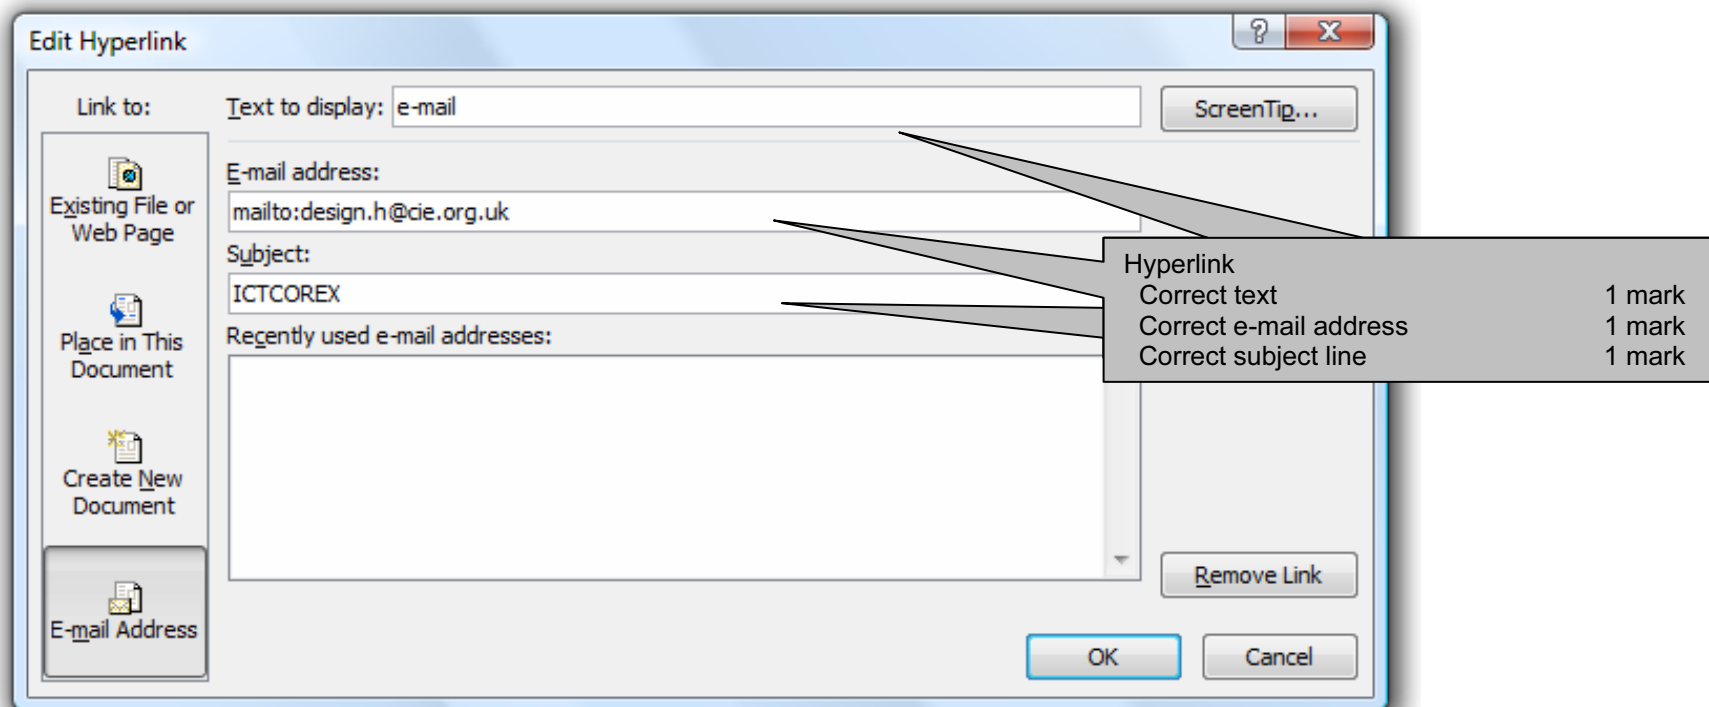 Edit Hyperlink
Link to:
Text to display: e-mail
ScreenTip...
Existing File or
Web Page
Place in This
Document
Create New
Document
E-mail Address
E-mail address:
mailto:design.h@cie.org.uk
Subject:
ICTCOREX
Recently used e-mail addresses:
Hyperlink
Correct text 1 mark
Correct e-mail address 1 mark
Correct subject line 1 mark
Remove Link
OK
Cancel